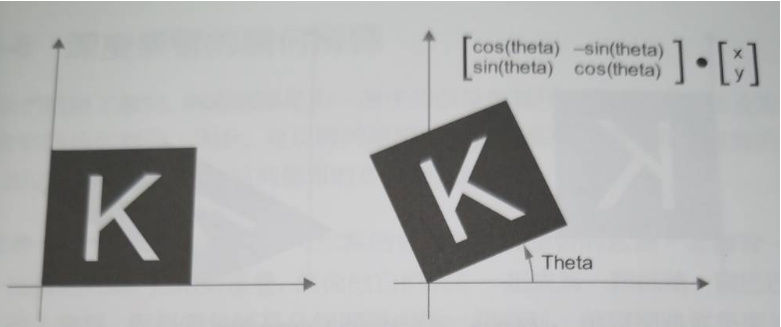 K
cos(theta) –sin(theta)
sin(theta) cos(theta)
x
y
K
Theta